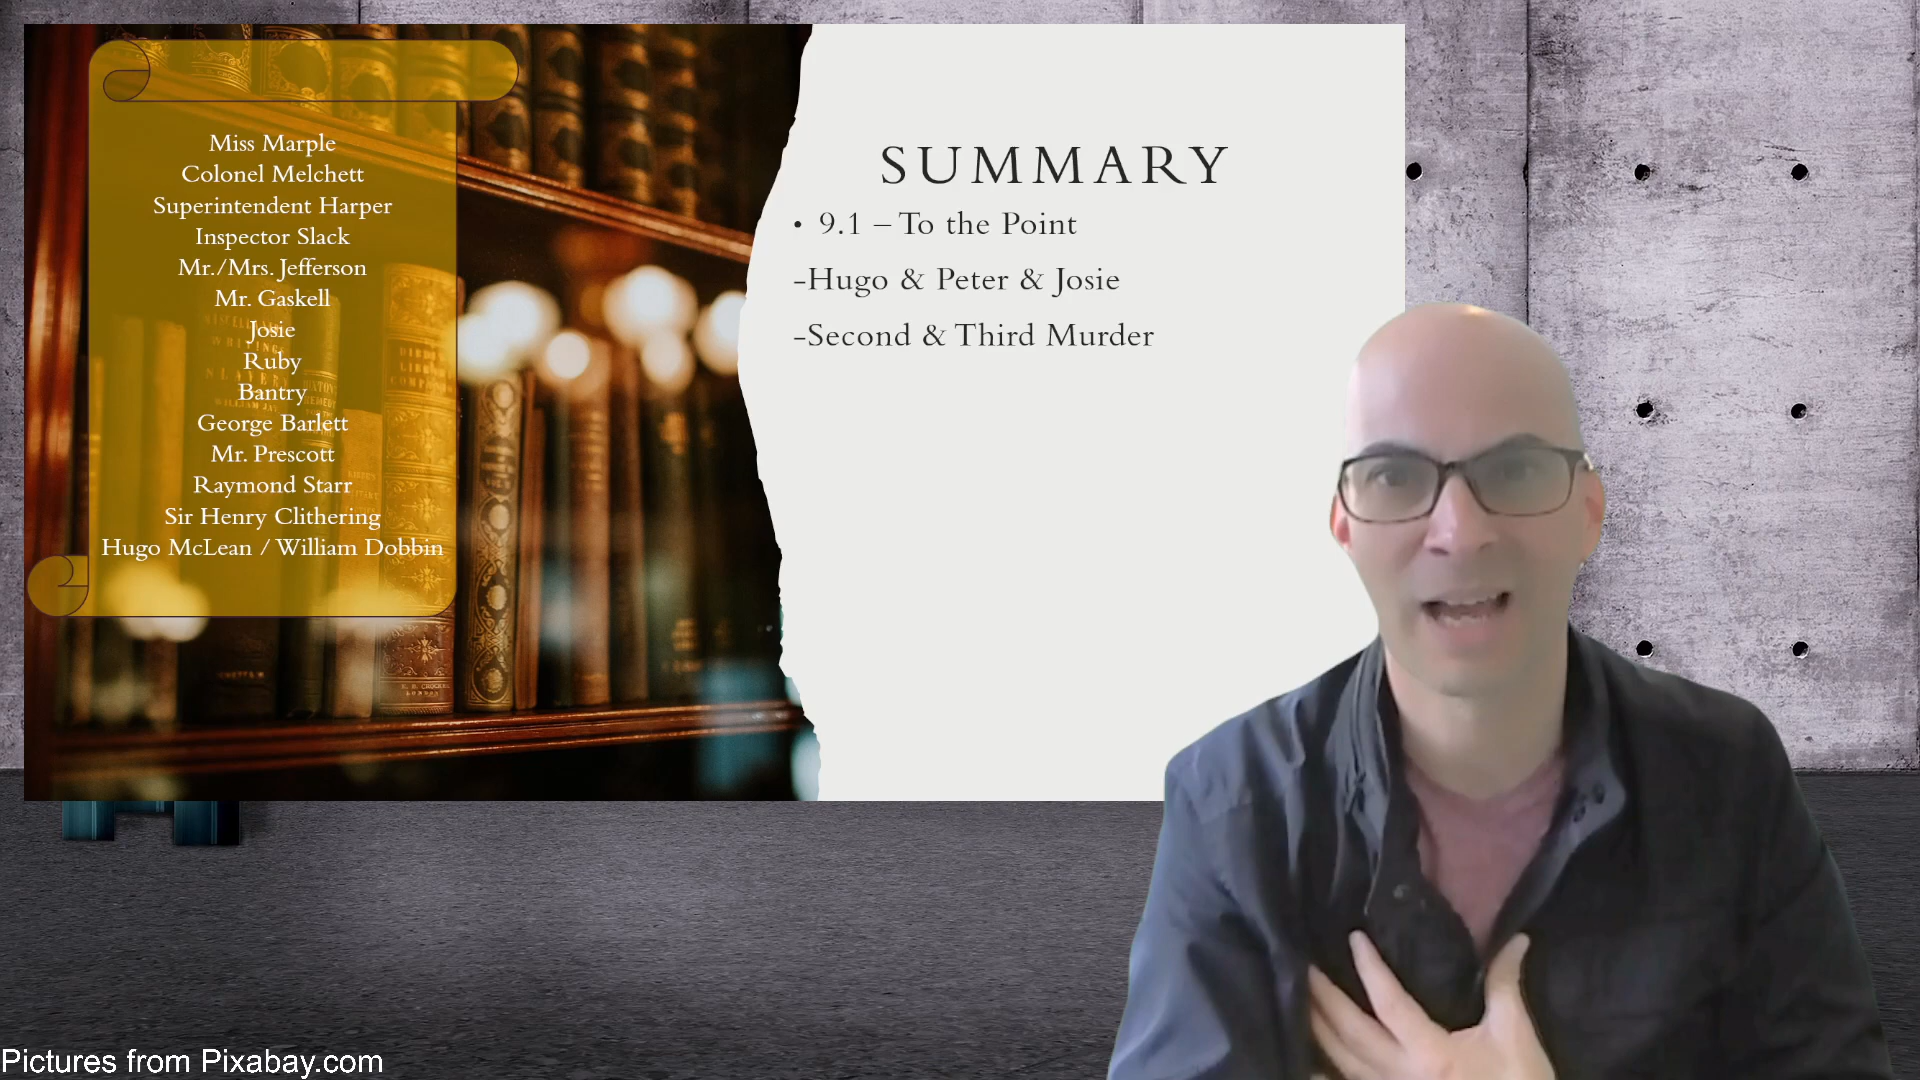 Miss Marple
Colonel Melchett
Superintendent Harper
Inspector Slack
Mr./Mrs. Jefferson
Mr. Gaskell
Josie
Ruby
Bantry
George Barlett
Mr. Prescott
Raymond Starr
Sir Henry Clithering
Hugo McLean / William Dobbin
SUMMARY
• 9.1 – To the Point
-Hugo & Peter & Josie
-Second & Third Murder
Pictures from Pixabay.com